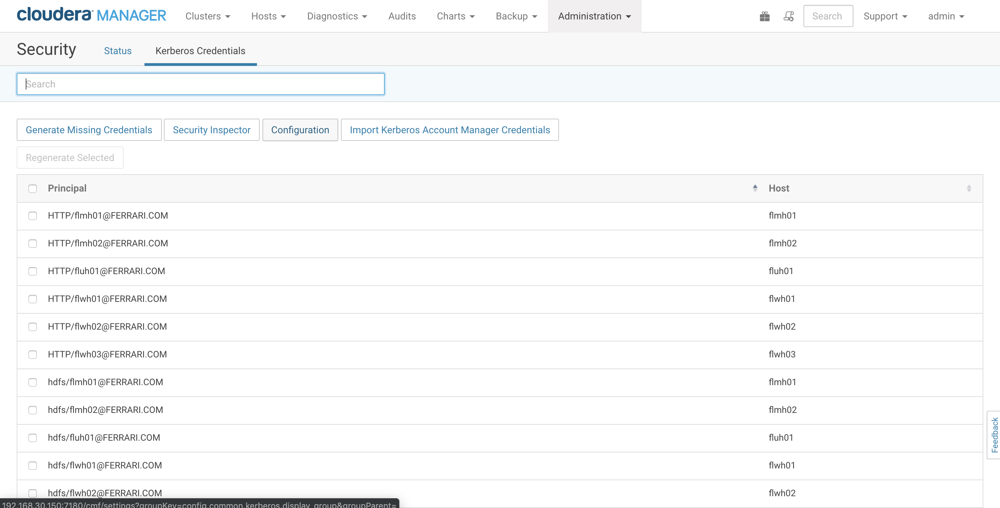 cloudera MANAGER Clusters Hosts Diagnostics Audits Charts Backup Administration Search Support admin
Security Status Kerberos Credentials
Search
Generate Missing Credentials Security Inspector Configuration Import Kerberos Account Manager Credentials
Regenerate Selected
Principal Host
HTTP/flmh01@FERRARI.COM flmh01
HTTP/flmh02@FERRARI.COM flmh02
HTTP/fluh01@FERRARI.COM fluh01
HTTP/flwh01@FERRARI.COM flwh01
HTTP/flwh02@FERRARI.COM flwh02
HTTP/flwh03@FERRARI.COM flwh03
hdfs/flmh01@FERRARI.COM flmh01
hdfs/flmh02@FERRARI.COM flmh02
hdfs/fluh01@FERRARI.COM fluh01
hdfs/flwh01@FERRARI.COM flwh01
hdfs/flwh02@FERRARI.COM flwh02
Feedback
192.168.30.150:7180/cmf/settings?groupKey=config.common.kerberos.display_group&groupParent=